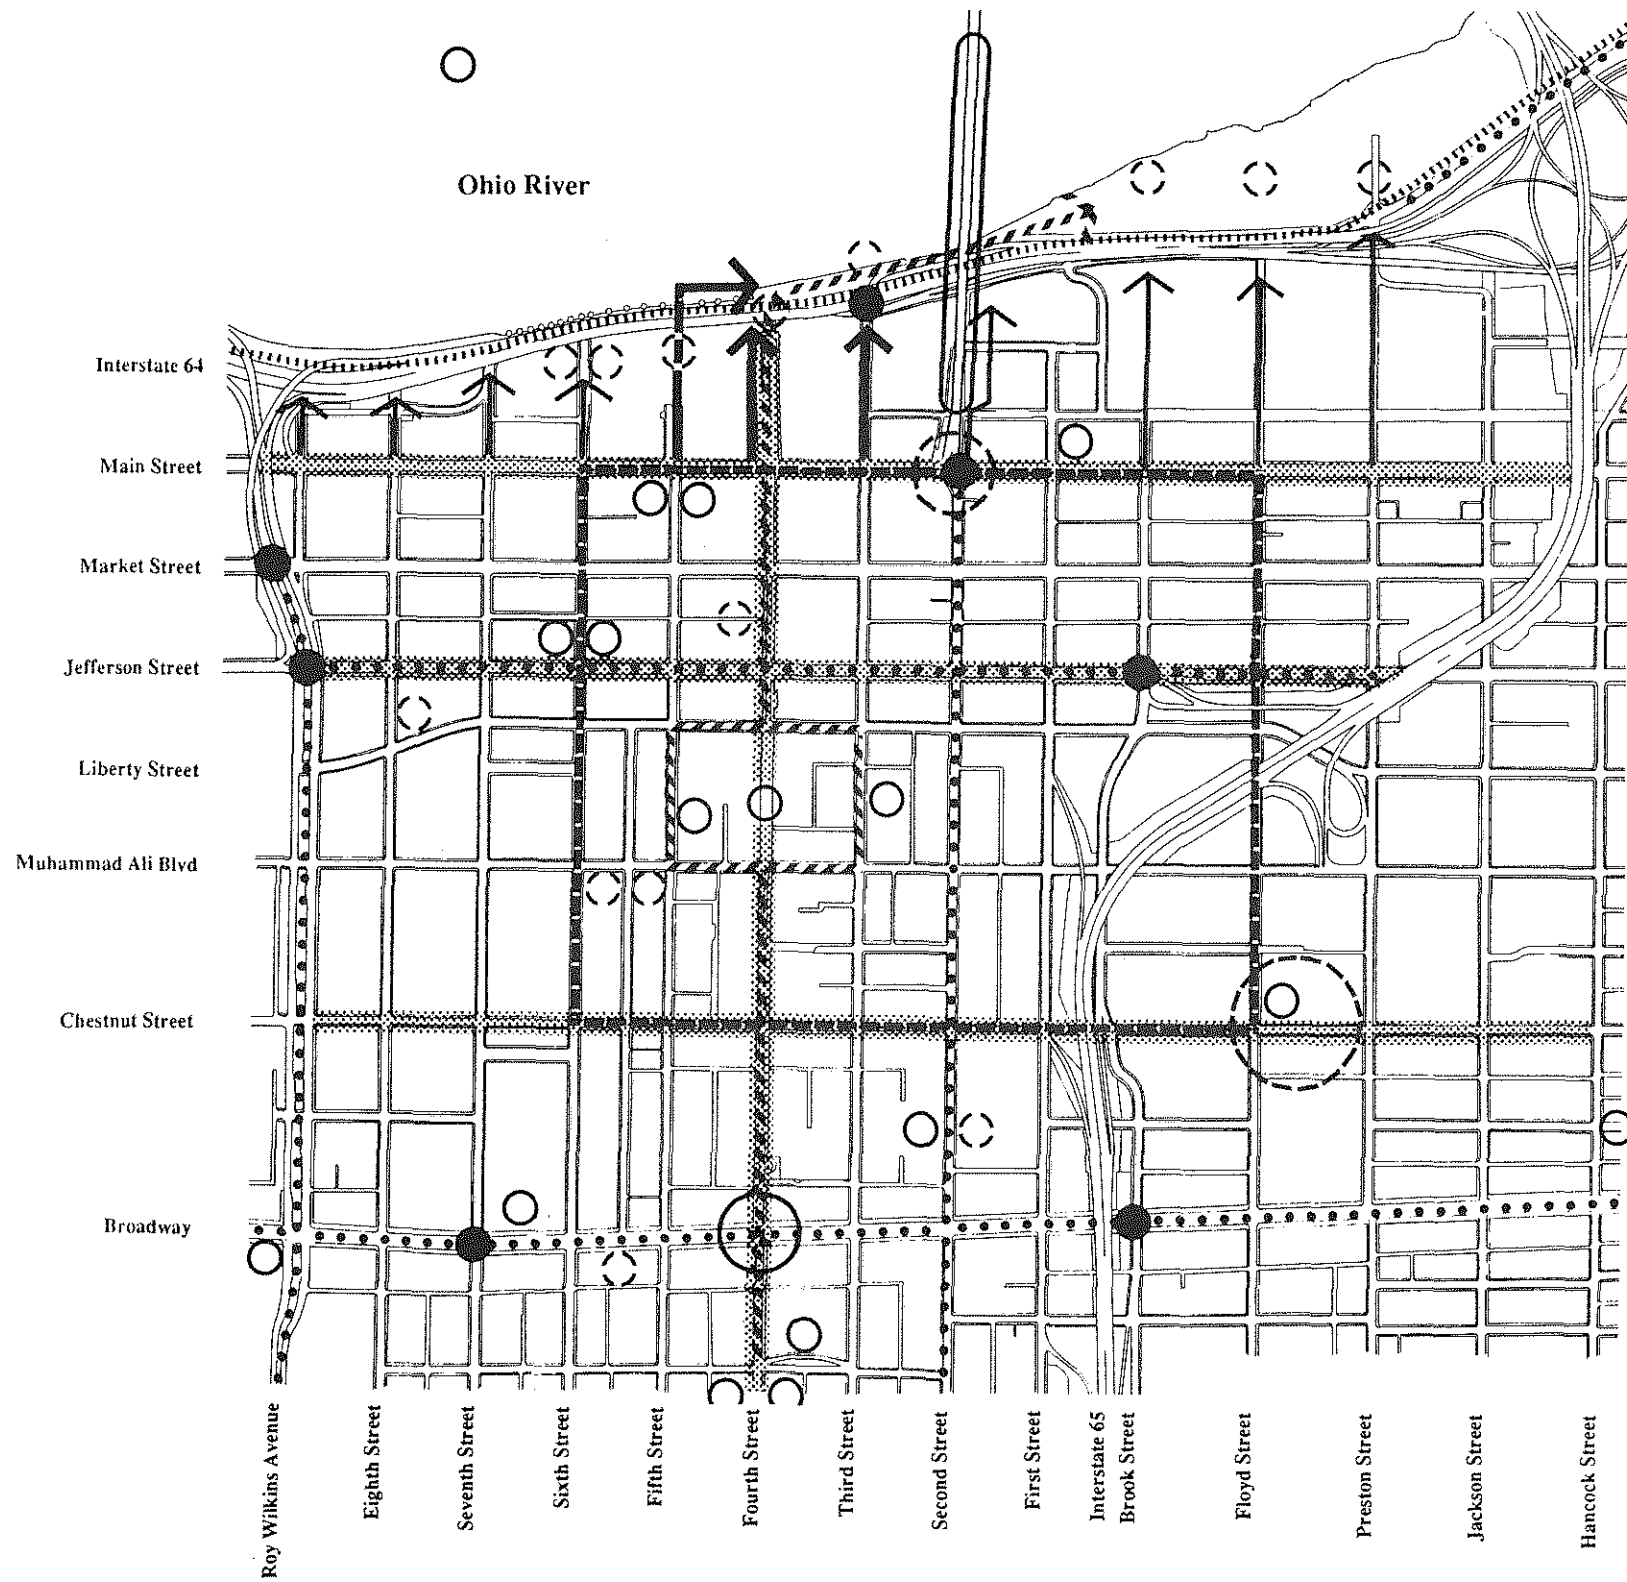 Ohio River
Interstate 64
Main Street
Market Street
Jefferson Street
Liberty Street
Muhammad Ali Blvd
Chestnut Street
Broadway
Roy Wilkins Avenue
Eighth Street
Seventh Street
Sixth Street
Fifth Street
Fourth Street
Third Street
Second Street
First Street
Interstate 65
Brook Street
Floyd Street
Preston Street
Jackson Street
Hancock Street